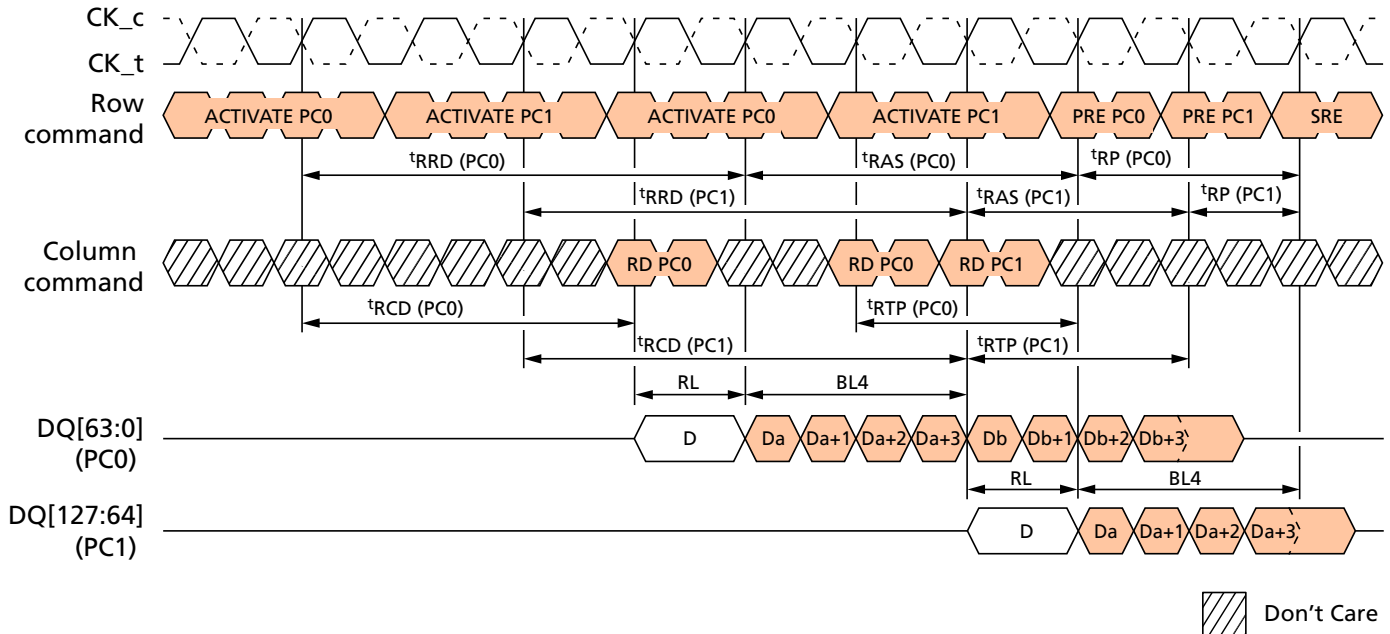 CK_c
CK_t
Row command
ACTIVATE PC0 ACTIVATE PC1 ACTIVATE PC0 ACTIVATE PC1 PRE PC0 PRE PC1 SRE
tRRD (PC0) tRAS (PC0) tRP (PC0)
tRRD (PC1) tRAS (PC1) tRP (PC1)
Column command
RD PC0 RD PC0 RD PC1
tRCD (PC0) tRTP (PC0)
tRCD (PC1) tRTP (PC1)
RL BL4
DQ[63:0]
(PC0)
D Da Da+1 Da+2 Da+3 Db Db+1 Db+2 Db+3
RL BL4
DQ[127:64]
(PC1)
D Da Da+1 Da+2 Da+3
Don't Care